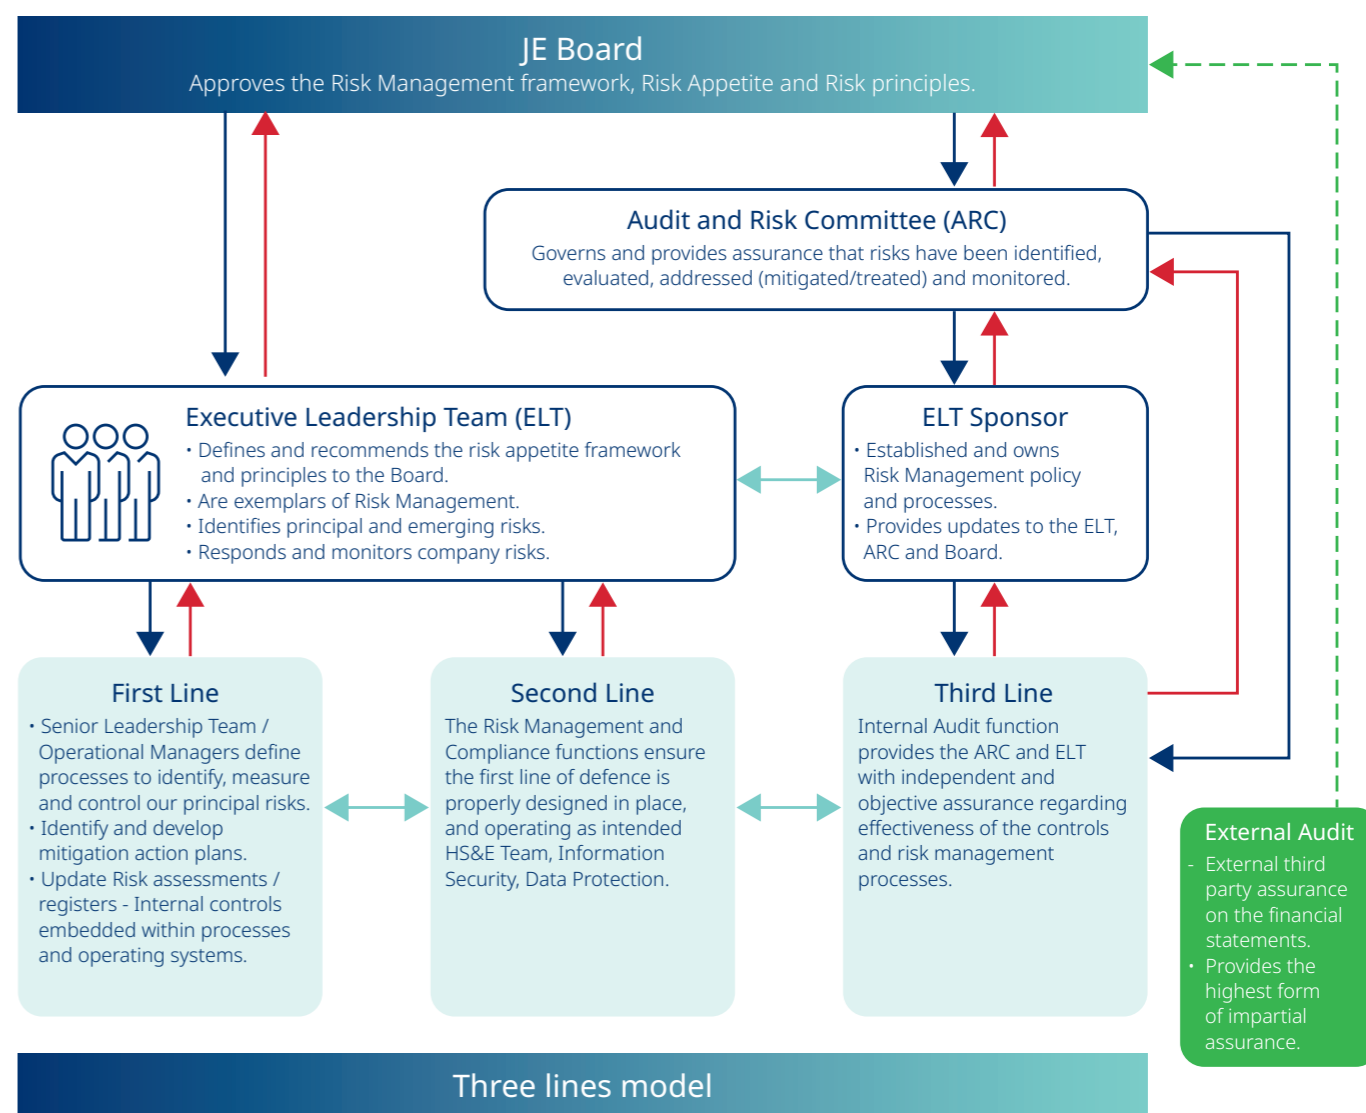 JE Board
Approves the Risk Management framework, Risk Appetite and Risk principles.
Audit and Risk Committee (ARC)
Governs and provides assurance that risks have been identified,
evaluated, addressed (mitigated/treated) and monitored.
Executive Leadership Team (ELT)
• Defines and recommends the risk appetite framework
and principles to the Board.
• Are exemplars of Risk Management.
• Identifies principal and emerging risks.
• Responds and monitors company risks.
ELT Sponsor
• Established and owns
Risk Management policy
and processes.
• Provides updates to the ELT,
ARC and Board.
First Line
• Senior Leadership Team /
Operational Managers define
processes to identify, measure
and control our principal risks.
• Identify and develop
mitigation action plans.
• Update Risk assessments /
registers - Internal controls
embedded within processes
and operating systems.
Second Line
The Risk Management and
Compliance functions ensure
the first line of defence is
properly designed in place,
and operating as intended
HS&E Team, Information
Security, Data Protection.
Third Line
Internal Audit function
provides the ARC and ELT
with independent and
objective assurance regarding
effectiveness of the controls
and risk management
processes.
External Audit
- External third
party assurance
on the financial
statements.
• Provides the
highest form
of impartial
assurance.
Three lines model